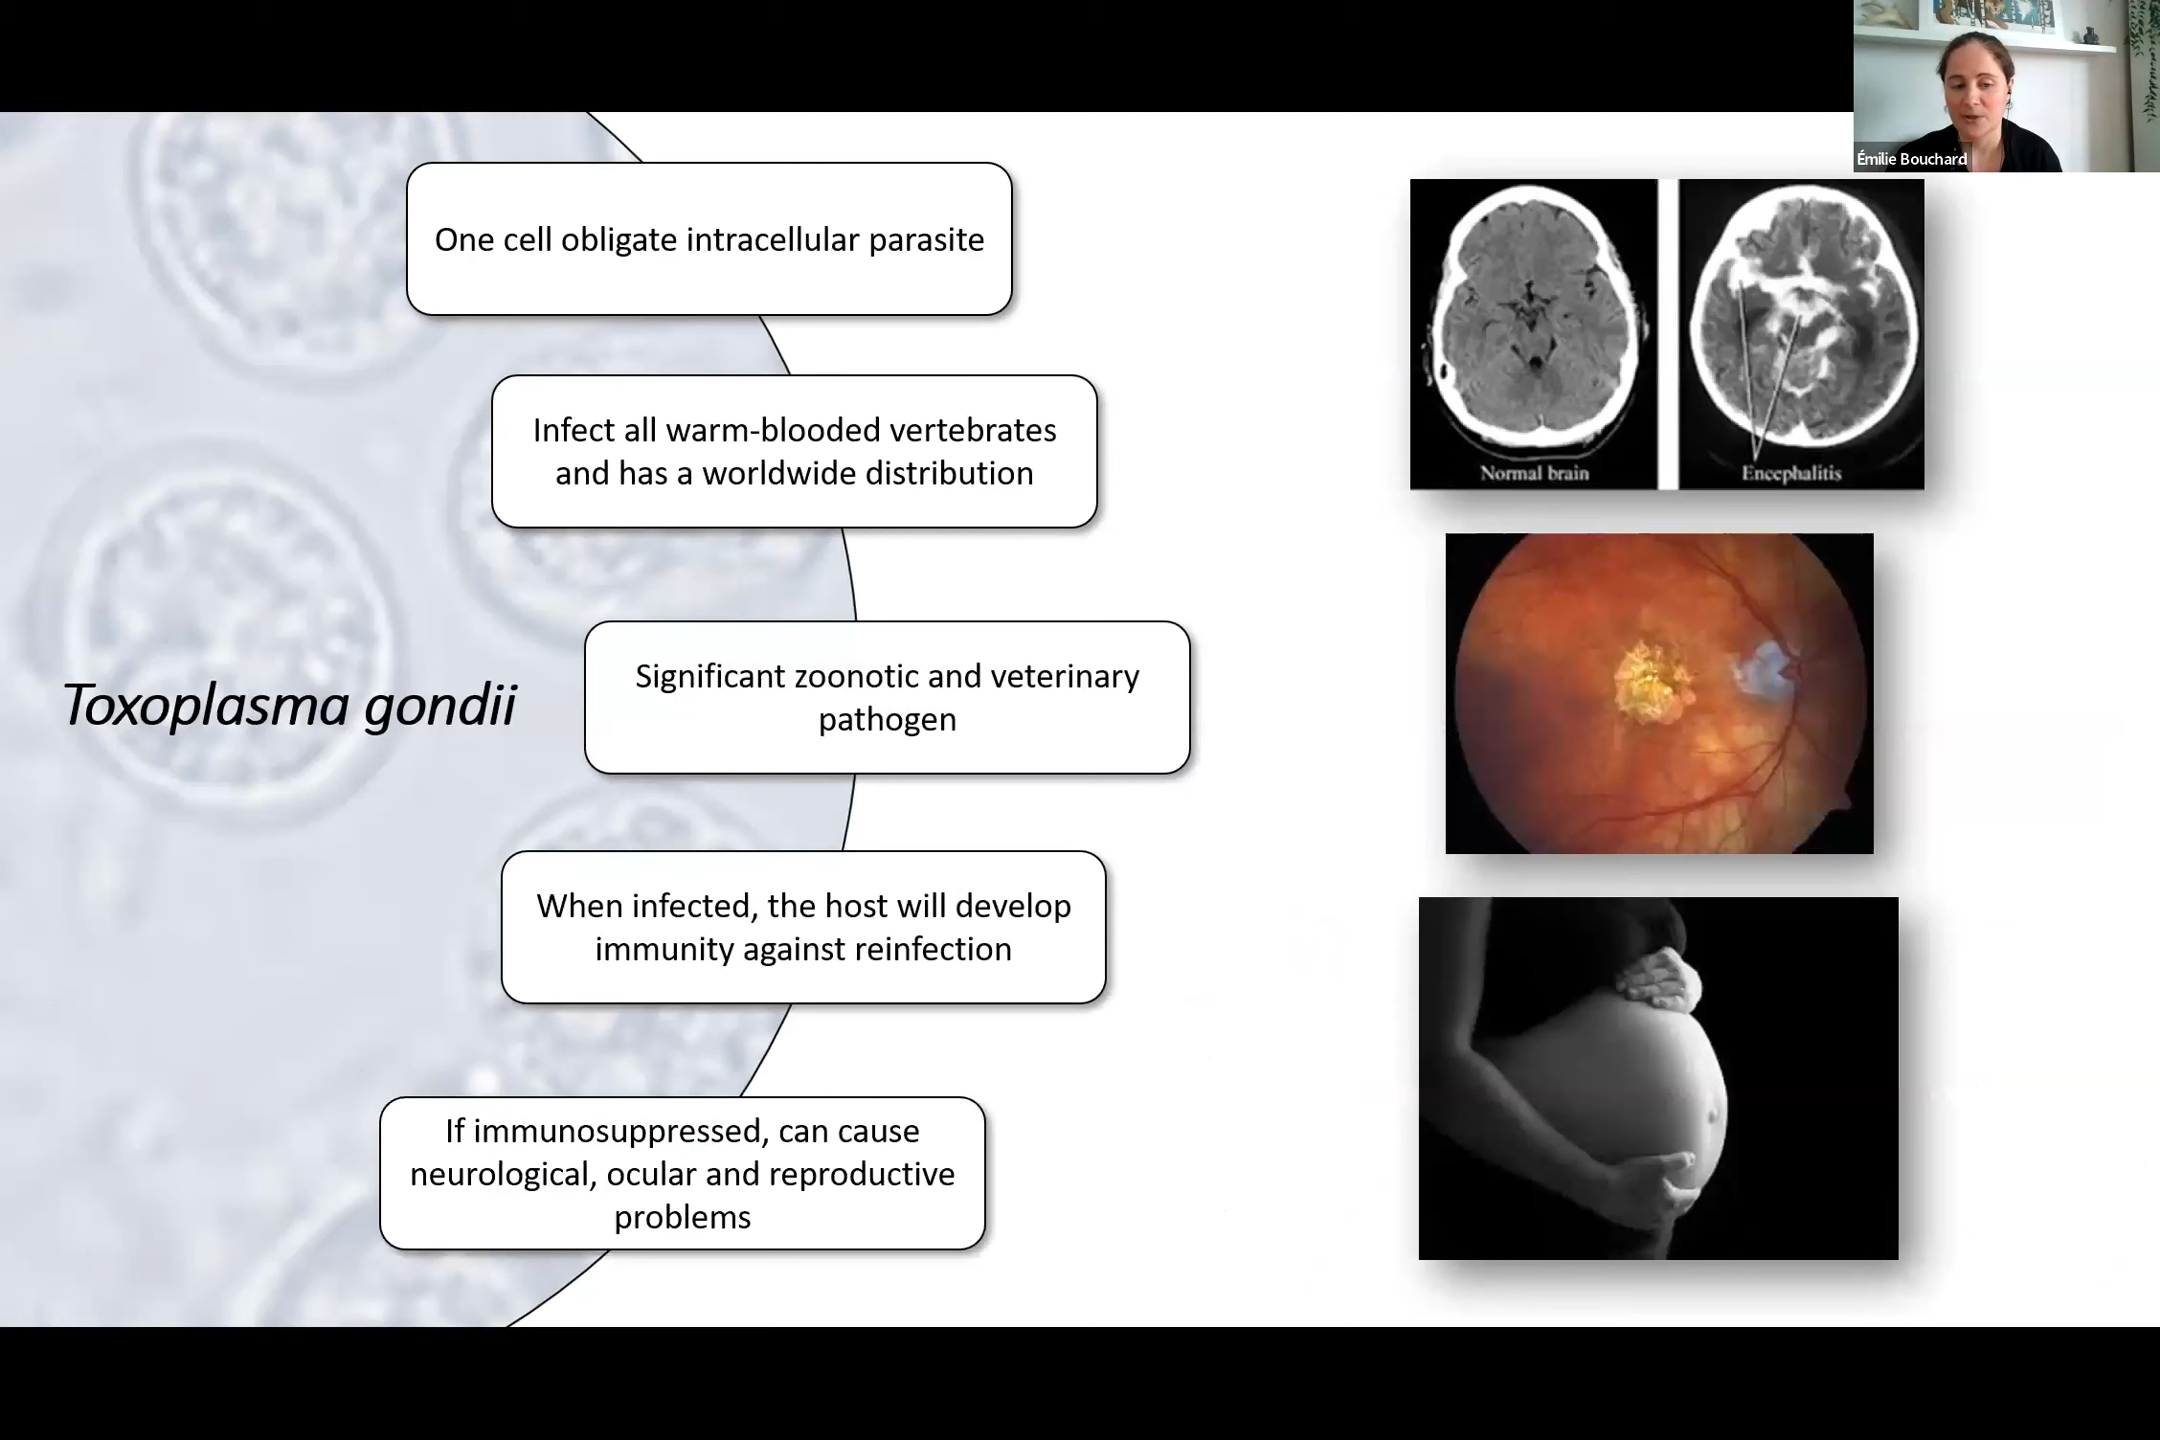 Émilie Bouchard
One cell obligate intracellular parasite
Infect all warm-blooded vertebrates
and has a worldwide distribution
Toxoplasma gondii
Significant zoonotic and veterinary
pathogen
When infected, the host will develop
immunity against reinfection
If immunosuppressed, can cause
neurological, ocular and reproductive
problems
Normal brain
Encephalitis